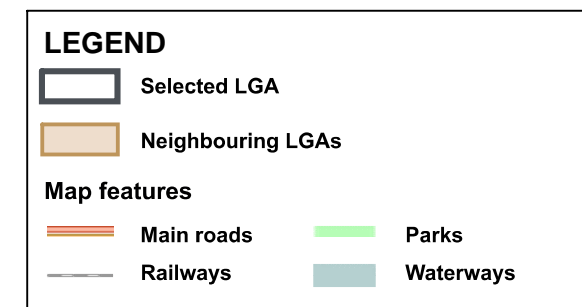 LEGEND
Selected LGA
Neighbouring LGAs
Map features
Main roads
Parks
Railways
Waterways